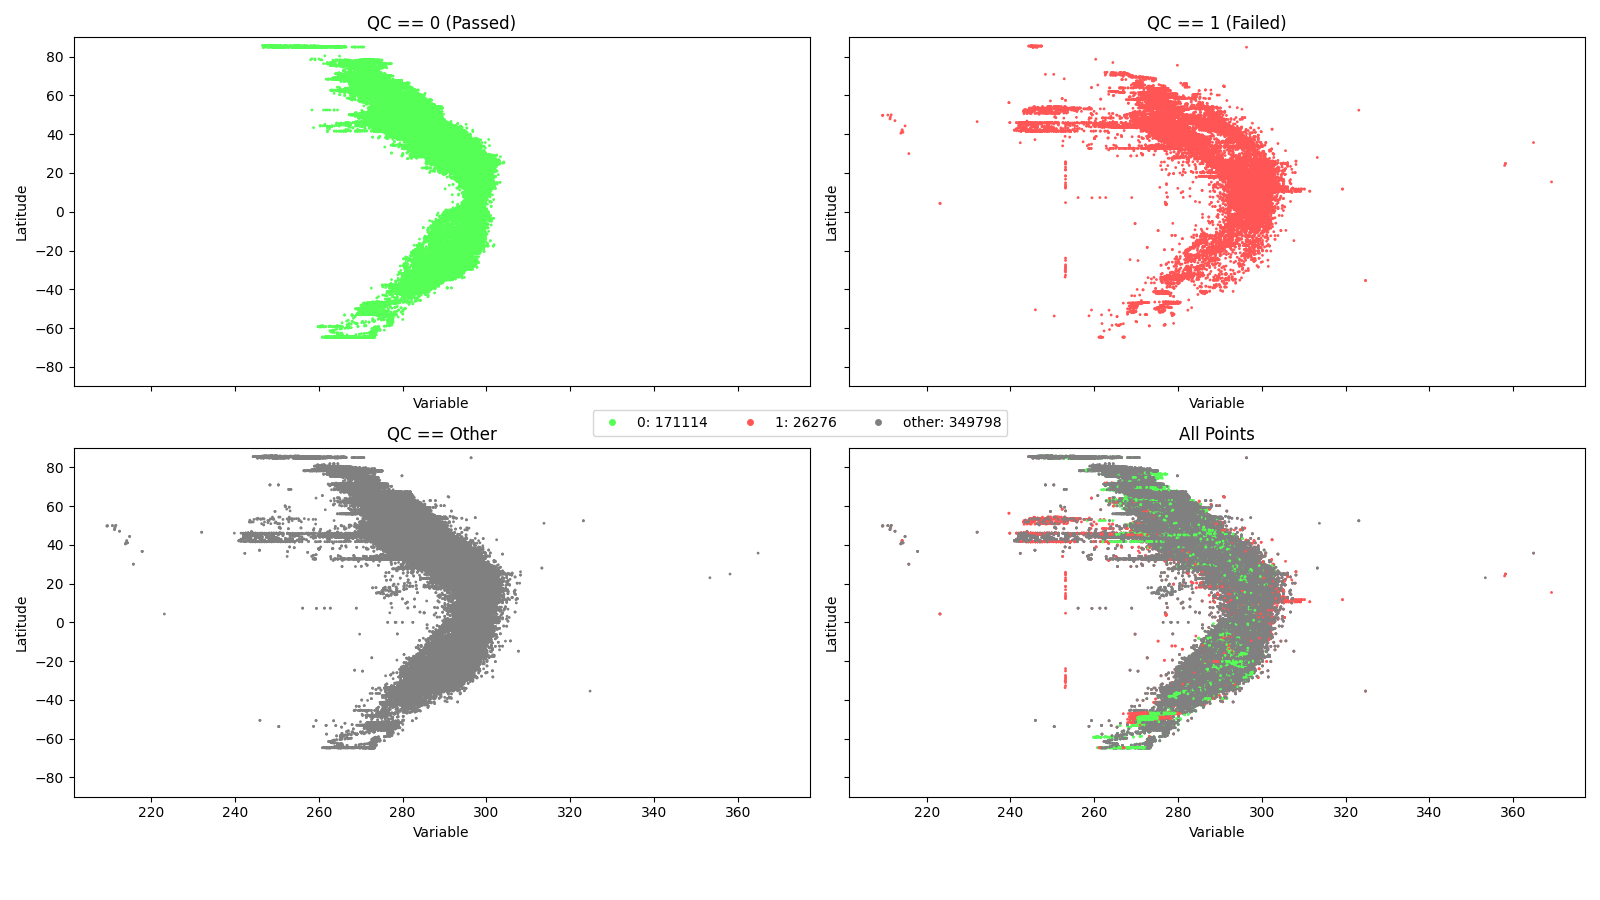 QC == 0 (Passed)
QC == 1 (Failed)
80
60
40
20
0
−20
−40
−60
−80
Latitude
Latitude
Variable
Variable
0: 171114
1: 26276
other: 349798
QC == Other
All Points
80
60
40
20
0
−20
−40
−60
−80
Latitude
Latitude
220 240 260 280 300 320 340 360
220 240 260 280 300 320 340 360
Variable
Variable